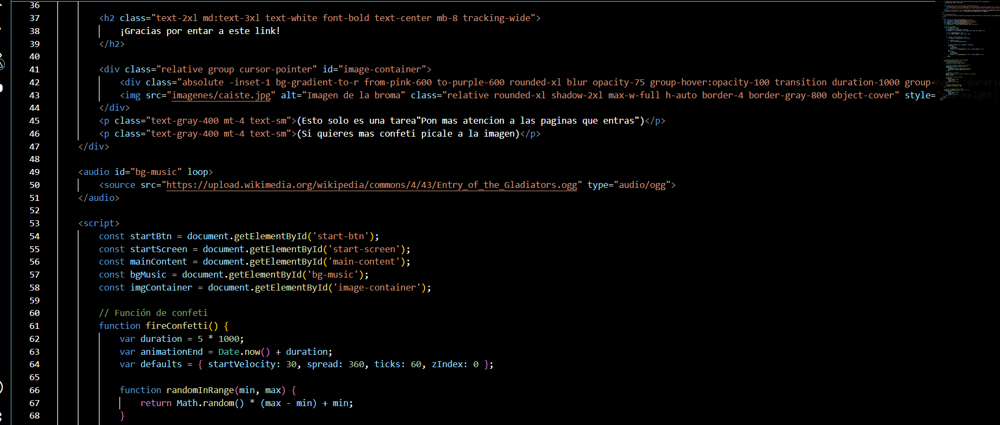 36
37 <h2 class="text-2xl md:text-3xl text-white font-bold text-center mb-8 tracking-wide">
38 ¡Gracias por entar a este link!
39 </h2>
40
41 <div class="relative group cursor-pointer" id="image-container">
42 <div class="absolute -inset-1 bg-gradient-to-r from-pink-600 to-purple-600 rounded-xl blur opacity-75 group-hover:opacity-100 transition duration-1000 group-hover:durati
43 <img src="imagenes/caiste.jpg" alt="Imagen de la broma" class="relative rounded-xl shadow-2xl max-w-full h-auto border-4 border-gray-800 object-cover" style="max-height:
44 </div>
45 <p class="text-gray-400 mt-4 text-sm">(Esto solo es una tarea"Pon mas atencion a las paginas que entras")</p>
46 <p class="text-gray-400 mt-4 text-sm">(Si quieres mas confeti picale a la imagen)</p>
47 </div>
48
49 <audio id="bg-music" loop>
50 <source src="https://upload.wikimedia.org/wikipedia/commons/4/43/Entry_of_the_Gladiators.ogg" type="audio/ogg">
51 </audio>
52
53 <script>
54 const startBtn = document.getElementById('start-btn');
55 const startScreen = document.getElementById('start-screen');
56 const mainContent = document.getElementById('main-content');
57 const bgMusic = document.getElementById('bg-music');
58 const imgContainer = document.getElementById('image-container');
59
60 // Función de confeti
61 function fireConfetti() {
62 var duration = 5 * 1000;
63 var animationEnd = Date.now() + duration;
64 var defaults = { startVelocity: 30, spread: 360, ticks: 60, zIndex: 0 };
65
66 function randomInRange(min, max) {
67 return Math.random() * (max - min) + min;
68 }